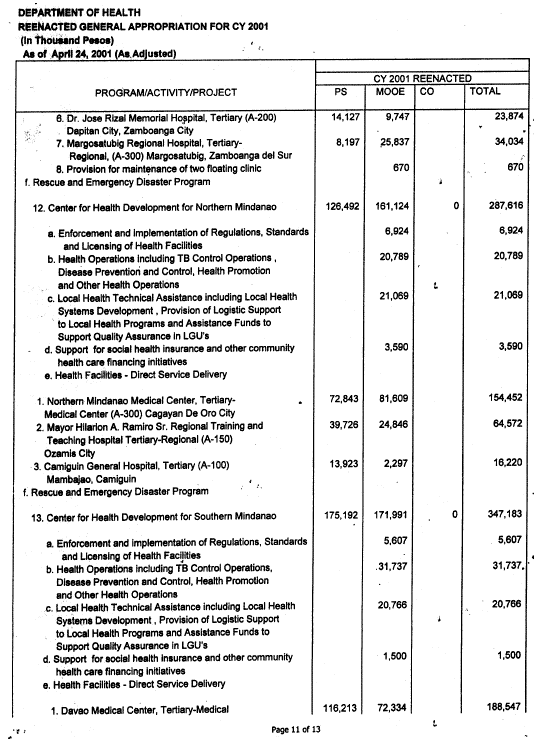 DEPARTMENT OF HEALTH
REENACTED GENERAL APPROPRIATION FOR CY 2001
(In Thousand Pesos)
As of April 24, 2001 (As Adjusted)
CY 2001 REENACTED
PROGRAM/ACTIVITY/PROJECT PS MOOE CO TOTAL
6. Dr. Jose Rizal Memorial Hospital, Tertiary (A-200) 14,127 9,747 23,874
Dapitan City, Zamboanga City
7. Margosatubig Regional Hospital, Tertiary- 8,197 25,837 34,034
Regional, (A-300) Margosatubig, Zamboanga del Sur
8. Provision for maintenance of two floating clinic 670 670
f. Rescue and Emergency Disaster Program
12. Center for Health Development for Northern Mindanao 126,492 161,124 0 287,616
a. Enforcement and Implementation of Regulations, Standards 6,924 6,924
and Licensing of Health Facilities
b. Health Operations Including TB Control Operations , 20,789 20,789
Disease Prevention and Control, Health Promotion
and Other Health Operations
c. Local Health Technical Assistance including Local Health 21,069 21,069
Systems Development , Provision of Logistic Support
to Local Health Programs and Assistance Funds to
Support Quality Assurance in LGU's
d. Support for social health insurance and other community 3,590 3,590
health care financing initiatives
e. Health Facilities - Direct Service Delivery
1. Northern Mindanao Medical Center, Tertiary- 72,843 81,609 154,452
Medical Center (A-300) Cagayan De Oro City
2. Mayor Hilarion A. Ramiro Sr. Regional Training and 39,726 24,846 64,572
Teaching Hospital Tertiary-Regional (A-150)
Ozamis City
3. Camiguin General Hospital, Tertiary (A-100) 13,923 2,297 16,220
Mambajao, Camiguin
f. Rescue and Emergency Disaster Program
13. Center for Health Development for Southern Mindanao 175,192 171,991 0 347,183
a. Enforcement and implementation of Regulations, Standards 5,607 5,607
and Licensing of Health Facilities
b. Health Operations including TB Control Operations, 31,737 31,737
Disease Prevention and Control, Health Promotion
and Other Health Operations
c. Local Health Technical Assistance including Local Health 20,766 20,766
Systems Development , Provision of Logistic Support
to Local Health Programs and Assistance Funds to
Support Quality Assurance in LGU's
d. Support for social health insurance and other community 1,500 1,500
health care financing initiatives
e. Health Facilities - Direct Service Delivery
1. Davao Medical Center, Tertiary-Medical 116,213 72,334 188,547
Page 11 of 13